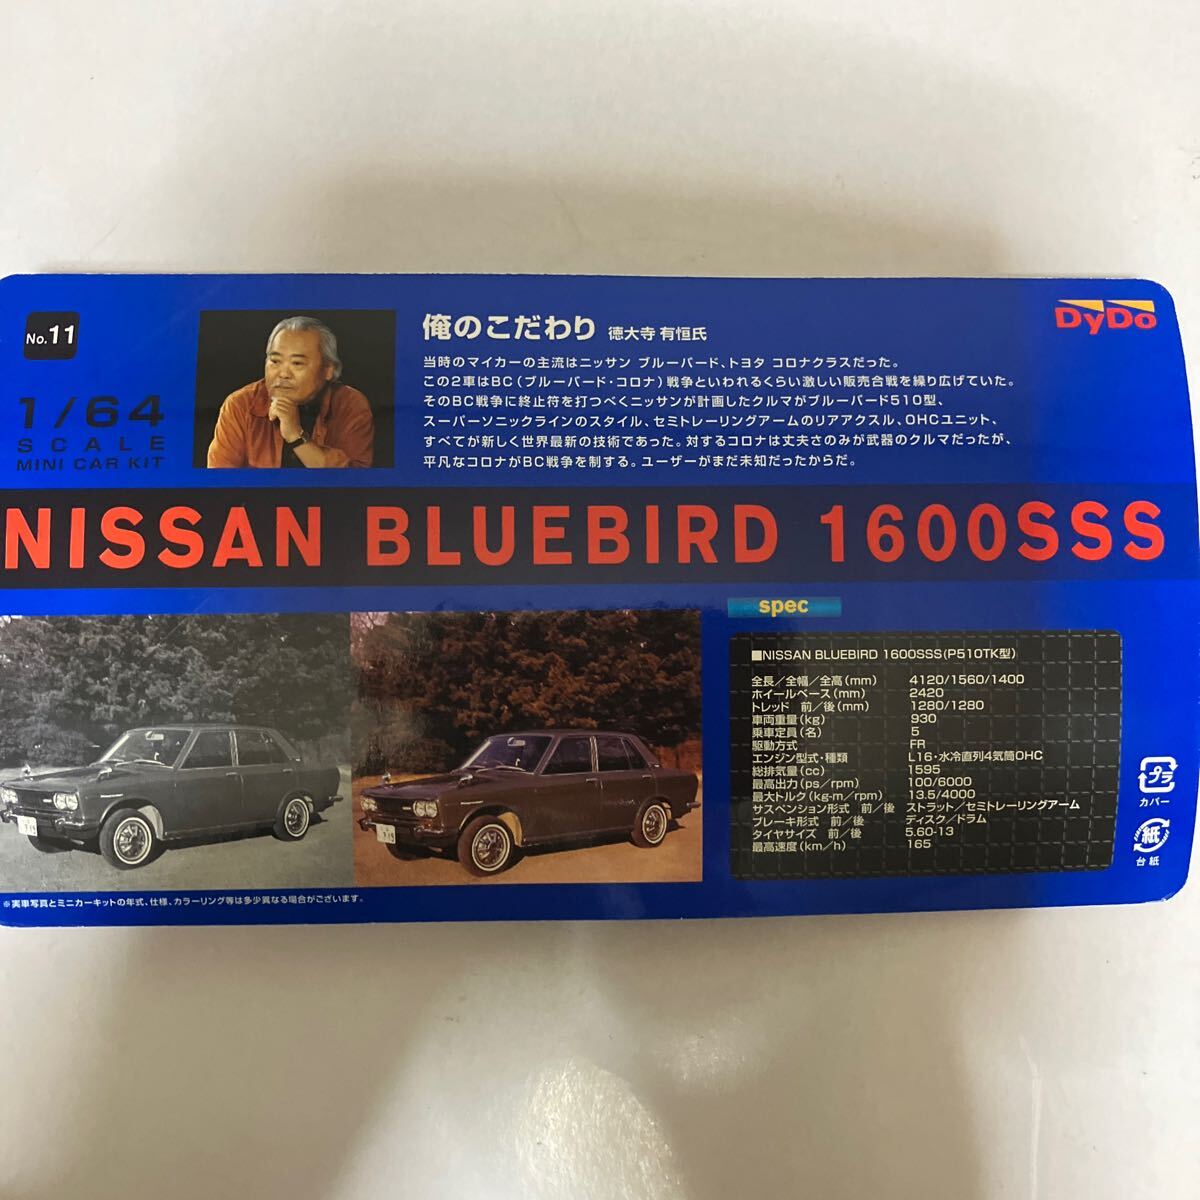 No.11
1/64
SCALE
MINI CAR KIT
俺のこだわり 徳大寺 有恒氏
当時のマイカーの主流はニッサン ブルーバード、トヨタ コロナクラスだった。
この2車はBC(ブルーバード・コロナ)戦争といわれるくらい激しい販売合戦を繰り広げていた。
そのBC戦争に終止符を打つべくニッサンが計画したクルマがブルーバード510型、
スーパーソニックラインのスタイル、セミトレーリングアームのリアアクスル、OHCユニット、
すべてが新しく世界最新の技術であった。対するコロナは丈夫さのみが武器のクルマだったが、
平凡なコロナがBC戦争を制する。ユーザーがまだ未知だったからだ。
DyDo
NISSAN BLUEBIRD 1600SSS
spec
■NISSAN BLUEBIRD 1600SSS(P510TK型)
全長/全幅/全高(mm) 4120/1560/1400
ホイールベース(mm) 2420
トレッド 前/後(mm) 1280/1280
車両重量(kg) 930
乗車定員(名) 5
駆動方式 FR
エンジン型式・種類 L16・水冷直列4気筒OHC
総排気量(cc) 1595
最高出力(ps/rpm) 100/6000
最大トルク(kg-m/rpm) 13.5/4000
サスペンション形式 前/後 ストラット/セミトレーリングアーム
ブレーキ形式 前/後 ディスク/ドラム
タイヤサイズ 前/後 5.60-13
最高速度(km/h) 165
プラ
カバー
紙
台紙
※実車写真とミニカーキットの年式、仕様、カラーリング等は多少異なる場合がございます。